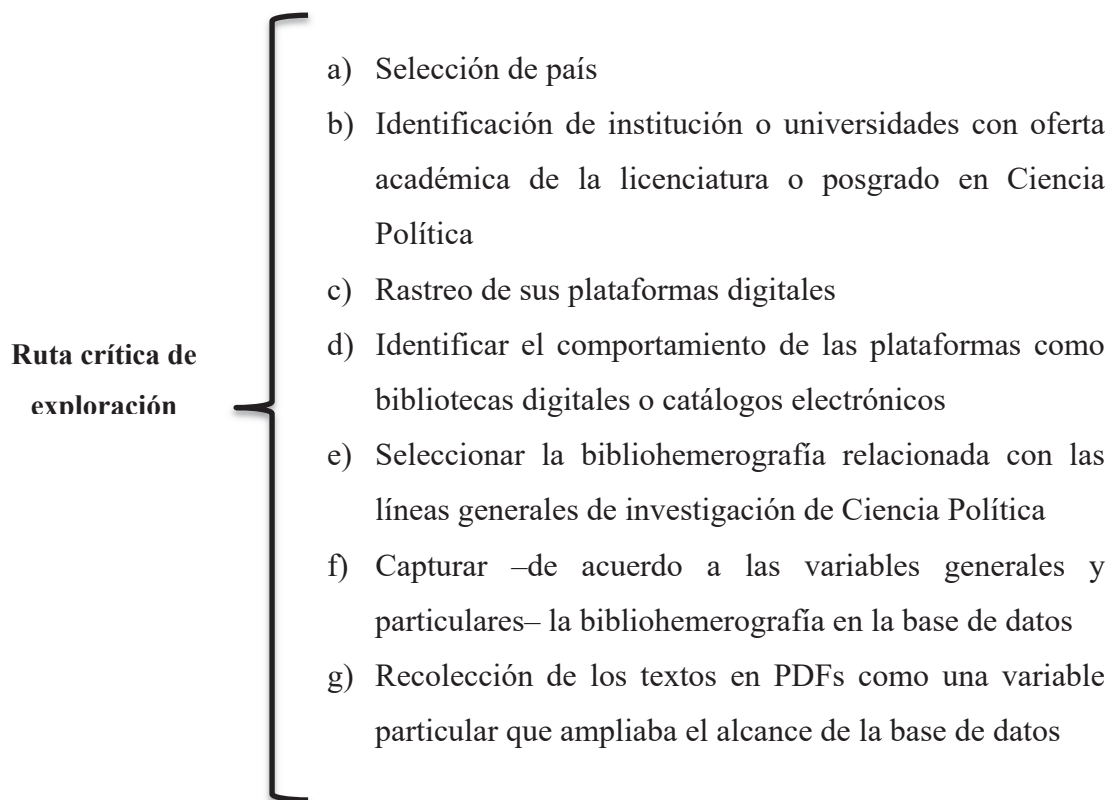 a) Selección de país
b) Identificación de institución o universidades con oferta
académica de la licenciatura o posgrado en Ciencia
Política
c) Rastreo de sus plataformas digitales
Ruta crítica de
exploración
d) Identificar el comportamiento de las plataformas como
bibliotecas digitales o catálogos electrónicos
e) Seleccionar la bibliohemerografía relacionada con las
líneas generales de investigación de Ciencia Política
f) Capturar –de acuerdo a las variables generales y
particulares– la bibliohemerografía en la base de datos
g) Recolección de los textos en PDFs como una variable
particular que ampliaba el alcance de la base de datos